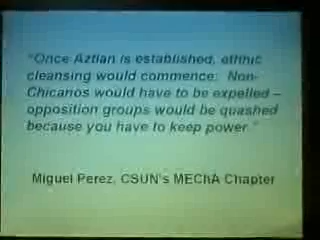 "Once Aztlan is established, ethnic
cleansing would commence: Non-
Chicanos would have to be expelled –
opposition groups would be quashed
because you have to keep power."
Miguel Perez, CSUN's MEChA Chapter